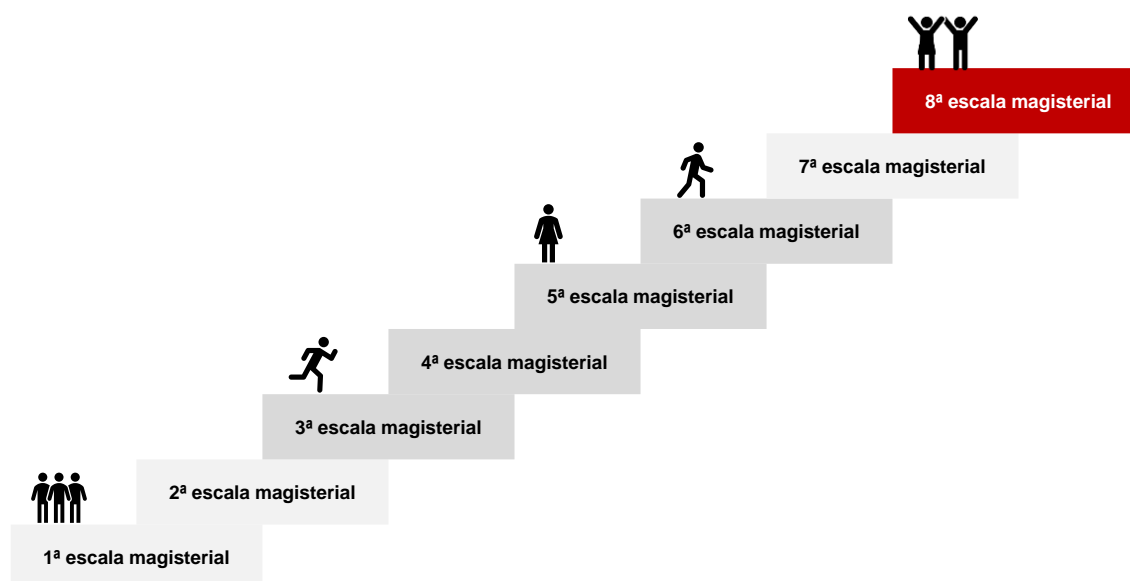 8ª escala magisterial
7ª escala magisterial
6ª escala magisterial
5ª escala magisterial
4ª escala magisterial
3ª escala magisterial
2ª escala magisterial
1ª escala magisterial